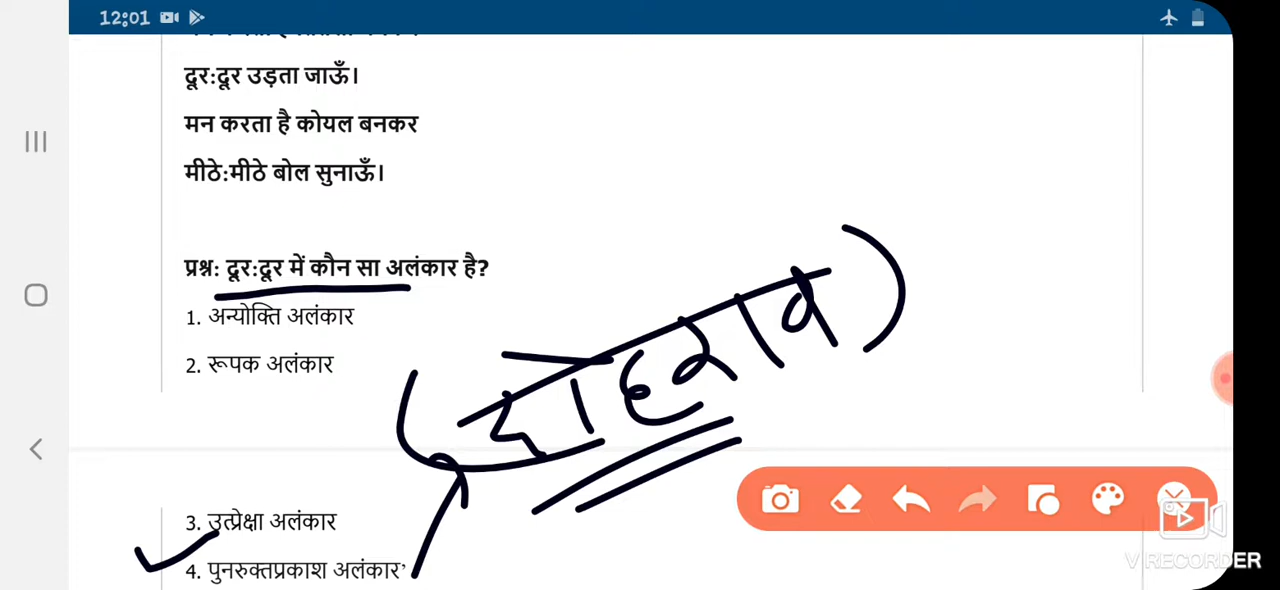 12:01
दूर:दूर उड़ता जाऊँ।
मन करता है कोयल बनकर
मीठे:मीठे बोल सुनाऊँ।
प्रश्न: दूर:दूर में कौन सा अलंकार है?
1. अन्योक्ति अलंकार
2. रूपक अलंकार
(दोहराव)
3. उत्प्रेक्षा अलंकार
4. पुनरुक्तप्रकाश अलंकार’
V RECORDER